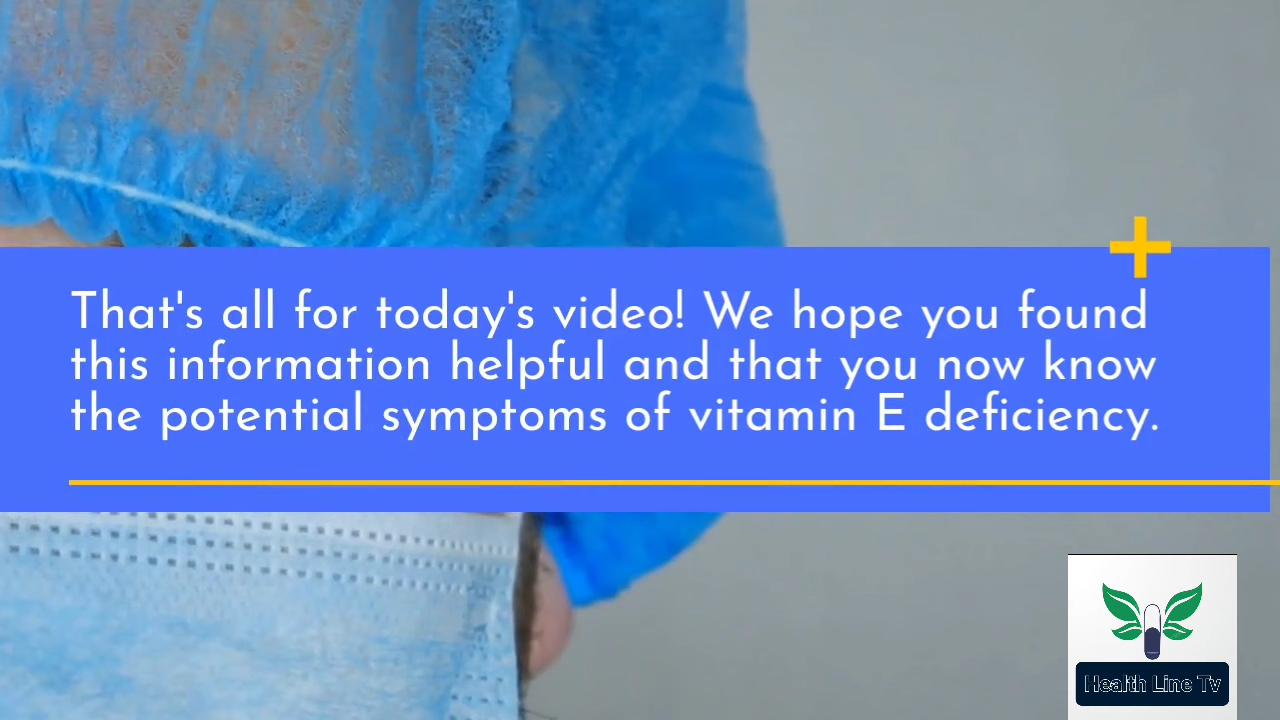 That's all for today's video! We hope you found
this information helpful and that you now know
the potential symptoms of vitamin E deficiency.
Health Line Tv